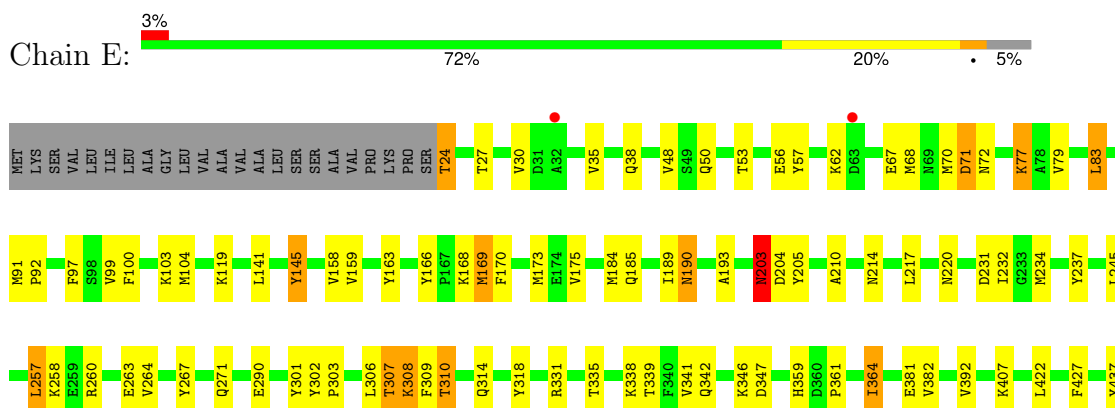 3%
Chain E:
72% 20% • 5%
MET LYS SER VAL LEU ILE LEU ALA GLY LEU VAL ALA VAL ALA LEU SER SER ALA VAL PRO LYS PRO SER T24 T27 V30 D31 A32 V35 Q38 V48 S49 Q50 T53 E56 Y57 K62 D63 E67 M68 N69 M70 D71 N72 K77 A78 V79 L83
M91 P92 F97 S98 V99 F100 K103 M104 K119 L141 Y145 V158 V159 Y163 Y166 P167 K168 M169 F170 M173 E174 V175 M184 Q185 I189 N190 A193 N203 D204 Y205 A210 N214 L217 N220 D231 I232 G233 M234 Y237 L245
L257 K258 E259 R260 E263 V264 Y267 Q271 E290 Y301 Y302 P303 L306 T307 K308 F309 T310 Q314 Y318 R331 T335 K338 T339 F340 V341 Q342 K346 D347 H359 D360 P361 I364 E381 V382 V392 K407 L422 F427